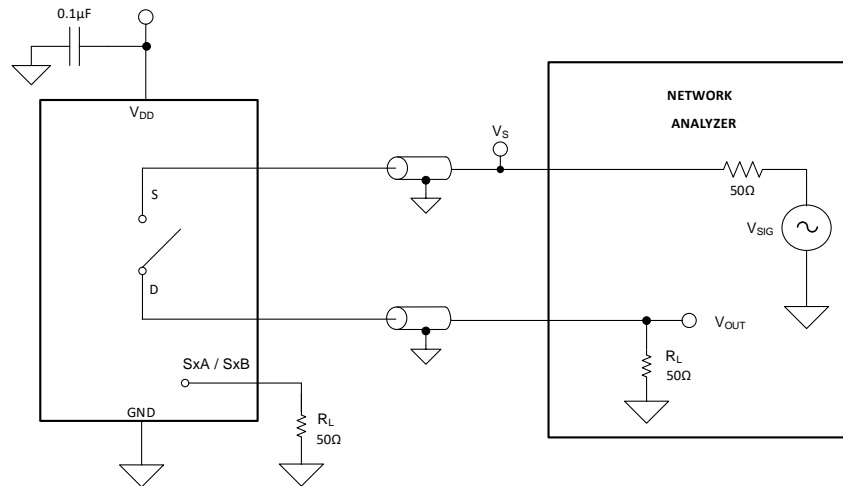 0.1µF
VDD
NETWORK
ANALYZER
VS
S
50Ω
VSIG
D
VOUT
SxA / SxB
RL
50Ω
GND
RL
50Ω